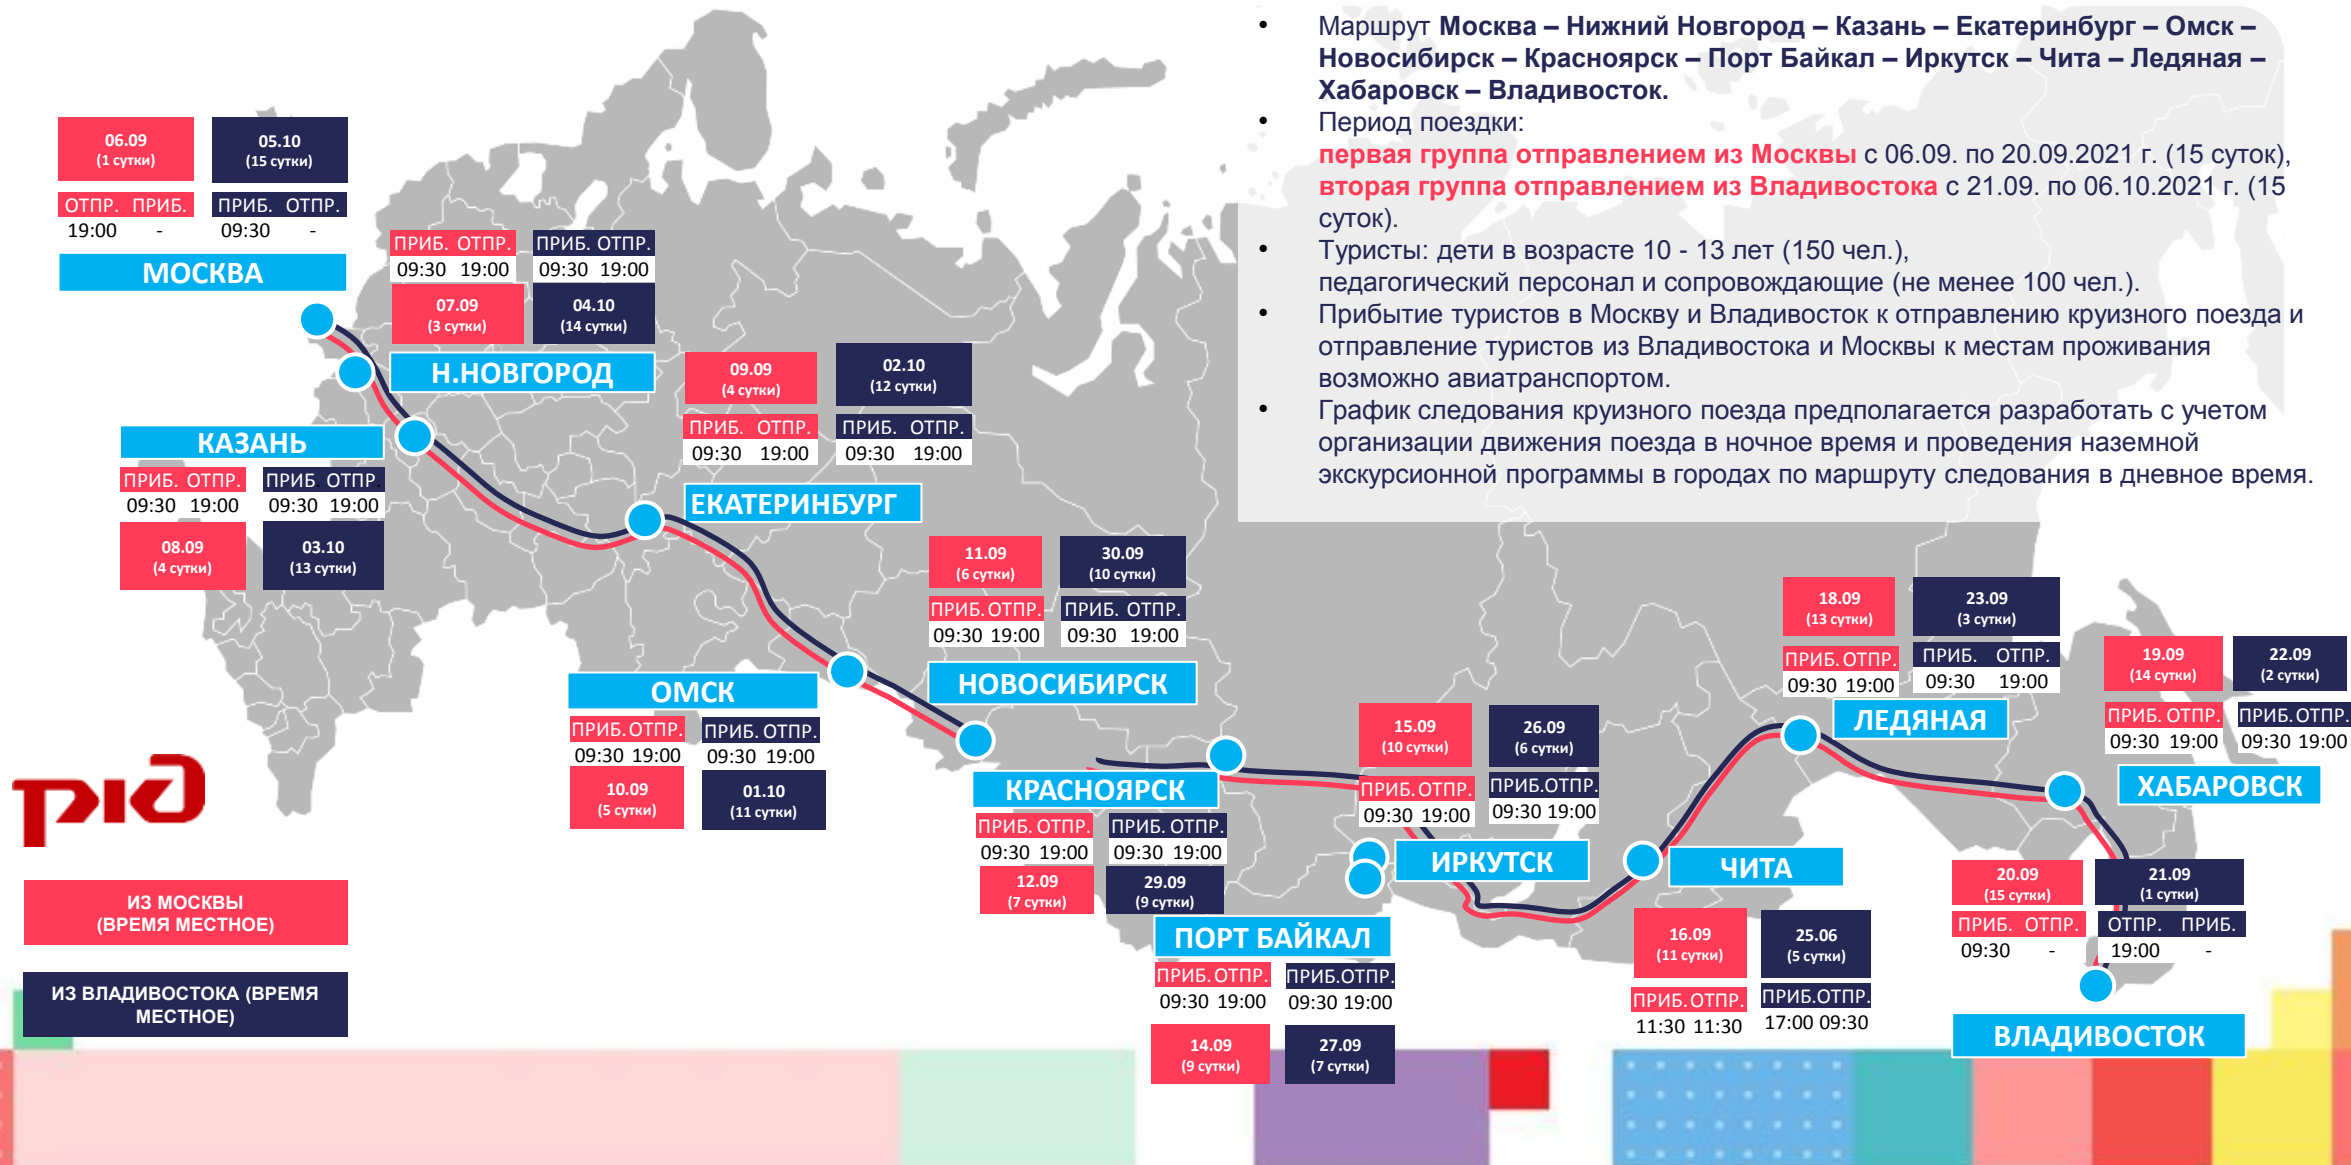 • Маршрут Москва – Нижний Новгород – Казань – Екатеринбург – Омск –
Новосибирск – Красноярск – Порт Байкал – Иркутск – Чита – Ледяная –
Хабаровск – Владивосток.
• Период поездки:
первая группа отправлением из Москвы с 06.09. по 20.09.2021 г. (15 суток),
вторая группа отправлением из Владивостока с 21.09. по 06.10.2021 г. (15
суток).
• Туристы: дети в возрасте 10 - 13 лет (150 чел.),
педагогический персонал и сопровождающие (не менее 100 чел.).
• Прибытие туристов в Москву и Владивосток к отправлению круизного поезда и
отправление туристов из Владивостока и Москвы к местам проживания
возможно авиатранспортом.
• График следования круизного поезда предполагается разработать с учетом
организации движения поезда в ночное время и проведения наземной
экскурсионной программы в городах по маршруту следования в дневное время.
06.09 05.10
(1 сутки) (15 сутки)
ОТПР. ПРИБ. ПРИБ. ОТПР.
19:00 - 09:30 -
МОСКВА
ПРИБ. ОТПР. ПРИБ. ОТПР.
09:30 19:00 09:30 19:00
07.09 04.10
(3 сутки) (14 сутки)
Н.НОВГОРОД
КАЗАНЬ
ПРИБ. ОТПР. ПРИБ. ОТПР.
09:30 19:00 09:30 19:00
08.09 03.10
(4 сутки) (13 сутки)
09.09 02.10
(4 сутки) (12 сутки)
ПРИБ. ОТПР. ПРИБ. ОТПР.
09:30 19:00 09:30 19:00
ЕКАТЕРИНБУРГ
ОМСК
ПРИБ. ОТПР. ПРИБ. ОТПР.
09:30 19:00 09:30 19:00
10.09 01.10
(5 сутки) (11 сутки)
11.09 30.09
(6 сутки) (10 сутки)
ПРИБ. ОТПР. ПРИБ. ОТПР.
09:30 19:00 09:30 19:00
НОВОСИБИРСК
КРАСНОЯРСК
ПРИБ. ОТПР. ПРИБ. ОТПР.
09:30 19:00 09:30 19:00
12.09 29.09
(7 сутки) (9 сутки)
ПОРТ БАЙКАЛ
ПРИБ. ОТПР. ПРИБ. ОТПР.
09:30 19:00 09:30 19:00
14.09 27.09
(9 сутки) (7 сутки)
15.09 26.09
(10 сутки) (6 сутки)
ПРИБ. ОТПР. ПРИБ. ОТПР.
09:30 19:00 09:30 19:00
ИРКУТСК
ЧИТА
16.09 25.06
(11 сутки) (5 сутки)
ПРИБ. ОТПР. ПРИБ. ОТПР.
11:30 11:30 17:00 09:30
18.09 23.09
(13 сутки) (3 сутки)
ПРИБ. ОТПР. ПРИБ. ОТПР.
09:30 19:00 09:30 19:00
ЛЕДЯНАЯ
19.09 22.09
(14 сутки) (2 сутки)
ПРИБ. ОТПР. ПРИБ. ОТПР.
09:30 19:00 09:30 19:00
ХАБАРОВСК
20.09 21.09
(15 сутки) (1 сутки)
ПРИБ. ОТПР. ОТПР. ПРИБ.
09:30 - 19:00 -
ВЛАДИВОСТОК
ржд
ИЗ МОСКВЫ
(ВРЕМЯ МЕСТНОЕ)
ИЗ ВЛАДИВОСТОКА (ВРЕМЯ
МЕСТНОЕ)